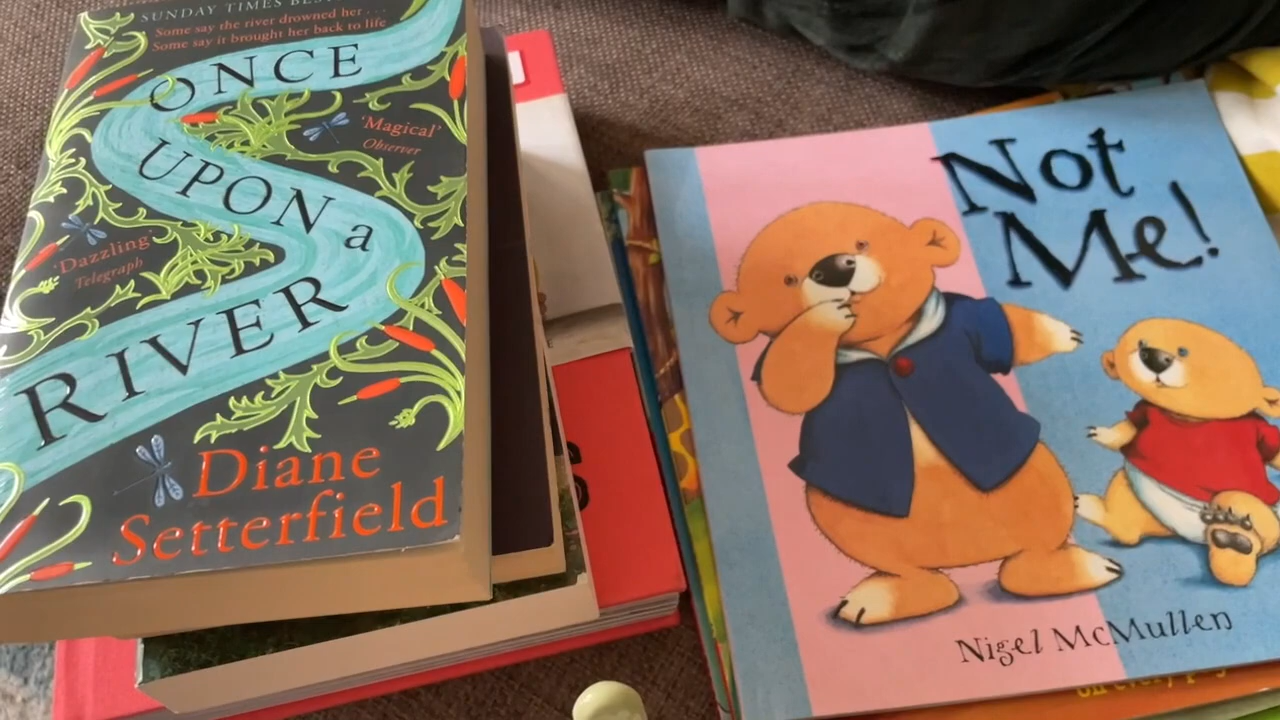 SUNDAY TIMES
Some say the river drowned her . . .
Some say it brought her back to life
ONCE
'Magical'
Observer
UPON a
'Dazzling'
Telegraph
RIVER
Diane
Setterfield
Not
Me!
Nigel McMullen